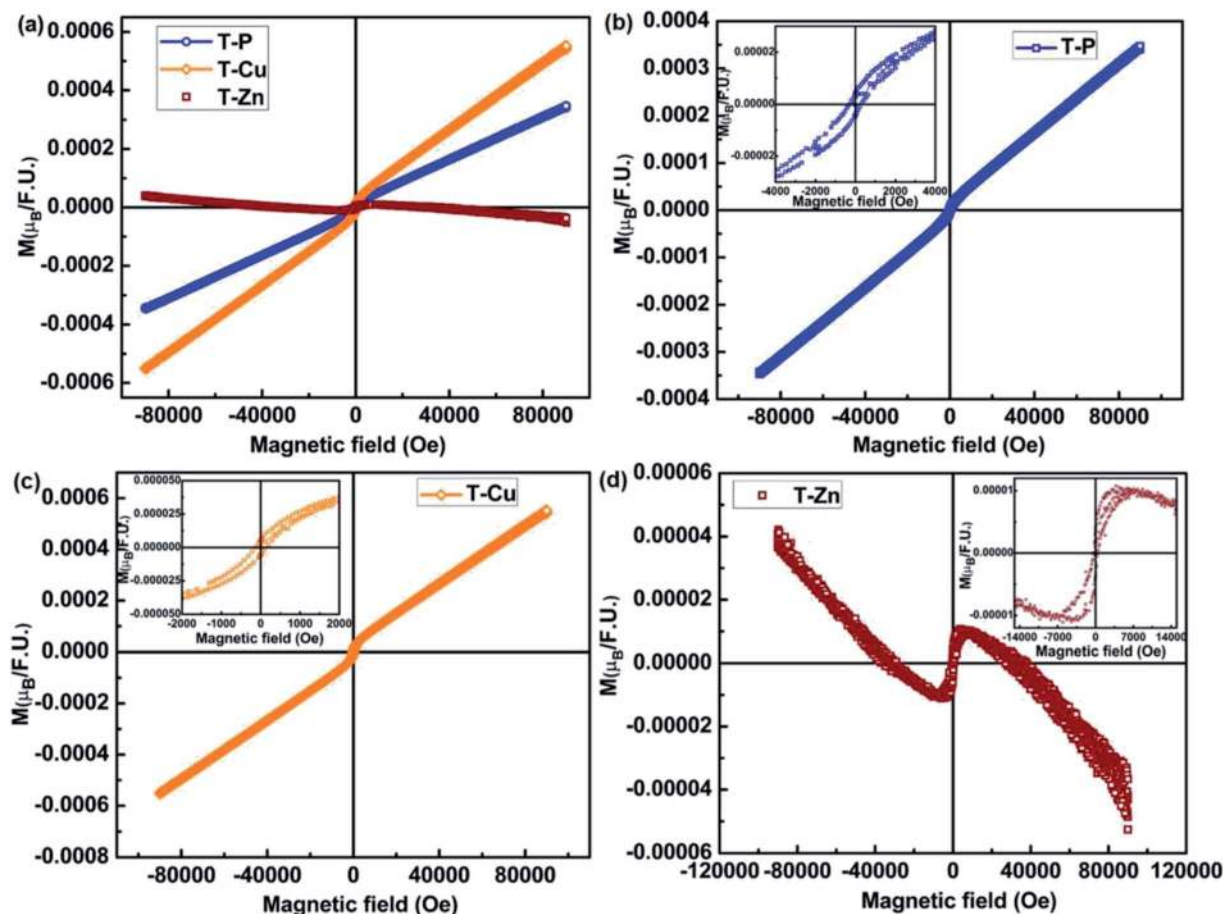 (a)
T-P
T-Cu
T-Zn
0.0006
0.0004
0.0002
0.0000
-0.0002
-0.0004
-0.0006
M(μB/F.U.)
-80000 -40000 0 40000 80000
Magnetic field (Oe)
(b)
T-P
0.0004
0.0003
0.0002
0.0001
0.0000
-0.0001
-0.0002
-0.0003
-0.0004
M(μB/F.U.)
-80000 -40000 0 40000 80000
Magnetic field (Oe)
0.00002
0.00000
-0.00002
M(μB/F.U.)
-4000 -2000 0 2000 4000
Magnetic field (Oe)
(c)
T-Cu
0.0006
0.0004
0.0002
0.0000
-0.0002
-0.0004
-0.0006
-0.0008
M(μB/F.U.)
-80000 -40000 0 40000 80000
Magnetic field (Oe)
0.000050
0.000025
0.000000
-0.000025
-0.000050
M(μB/F.U.)
-2000 -1000 0 1000 2000
Magnetic field (Oe)
(d)
T-Zn
0.00006
0.00004
0.00002
0.00000
-0.00002
-0.00004
-0.00006
M(μB/F.U.)
-120000 -80000 -40000 0 40000 80000 120000
Magnetic field (Oe)
0.00001
0.00000
-0.00001
M(μB/F.U.)
-14000 -7000 0 7000 14000
Magnetic field (Oe)